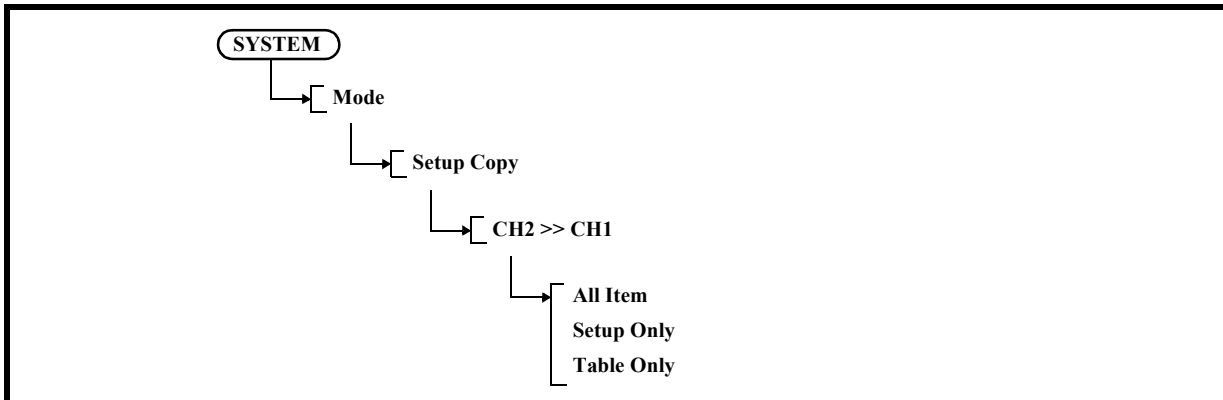 SYSTEM
Mode
Setup Copy
CH2 >> CH1
All Item
Setup Only
Table Only